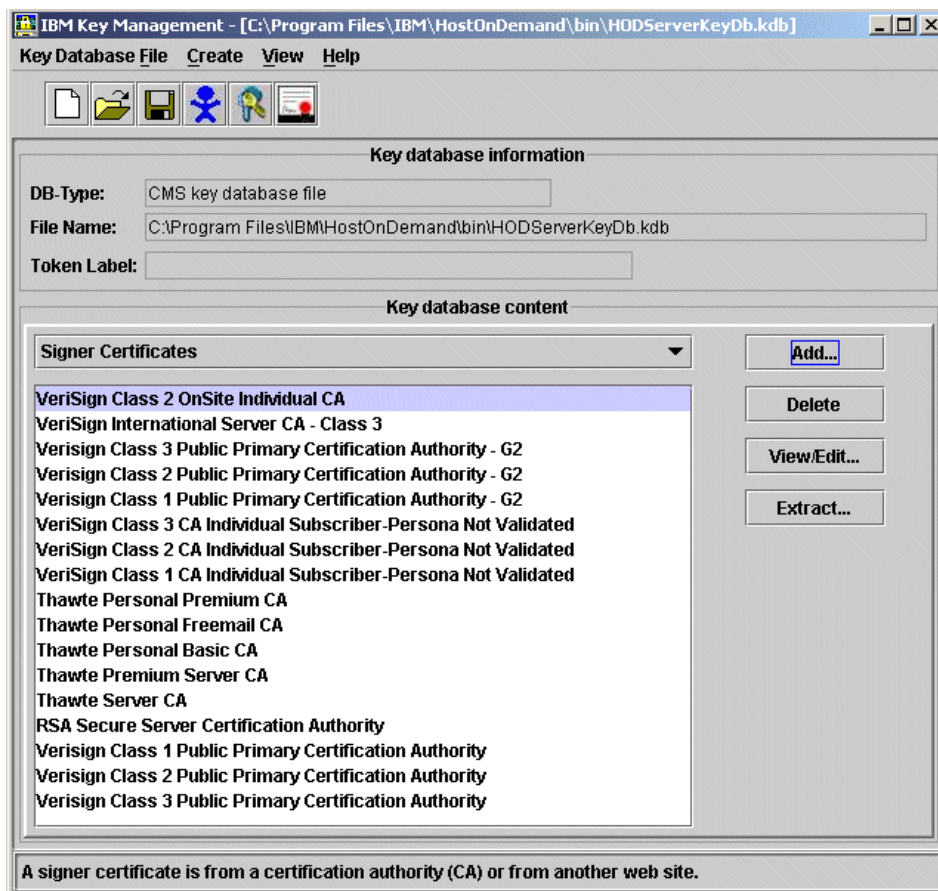 IBM Key Management - [C:\Program Files\IBM\HostOnDemand\bin\HODServerKeyDb.kdb]
Key Database File Create View Help
Key database information
DB-Type: CMS key database file
File Name: C:\Program Files\IBM\HostOnDemand\bin\HODServerKeyDb.kdb
Token Label:
Key database content
Signer Certificates
Add...
VeriSign Class 2 OnSite Individual CA
Delete
VeriSign International Server CA - Class 3
Verisign Class 3 Public Primary Certification Authority - G2
View/Edit...
Verisign Class 2 Public Primary Certification Authority - G2
Verisign Class 1 Public Primary Certification Authority - G2
Extract...
VeriSign Class 3 CA Individual Subscriber-Persona Not Validated
VeriSign Class 2 CA Individual Subscriber-Persona Not Validated
VeriSign Class 1 CA Individual Subscriber-Persona Not Validated
Thawte Personal Premium CA
Thawte Personal Freemail CA
Thawte Personal Basic CA
Thawte Premium Server CA
Thawte Server CA
RSA Secure Server Certification Authority
Verisign Class 1 Public Primary Certification Authority
Verisign Class 2 Public Primary Certification Authority
Verisign Class 3 Public Primary Certification Authority
A signer certificate is from a certification authority (CA) or from another web site.